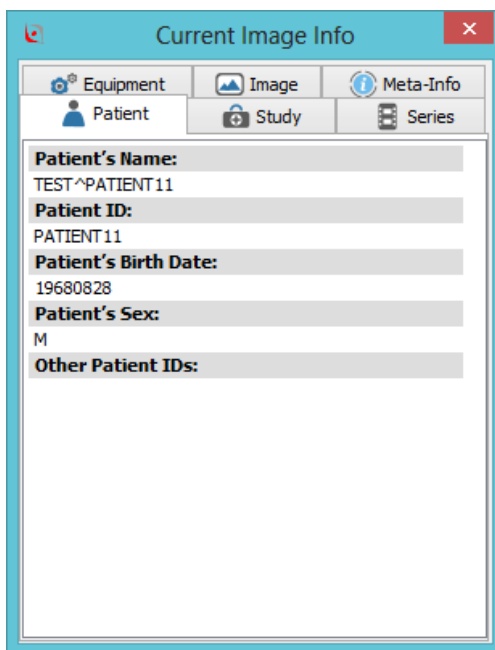 Current Image Info
Equipment
Image
Meta-Info
Patient
Study
Series
Patient's Name:
TEST^PATIENT11
Patient ID:
PATIENT11
Patient's Birth Date:
19680828
Patient's Sex:
M
Other Patient IDs: